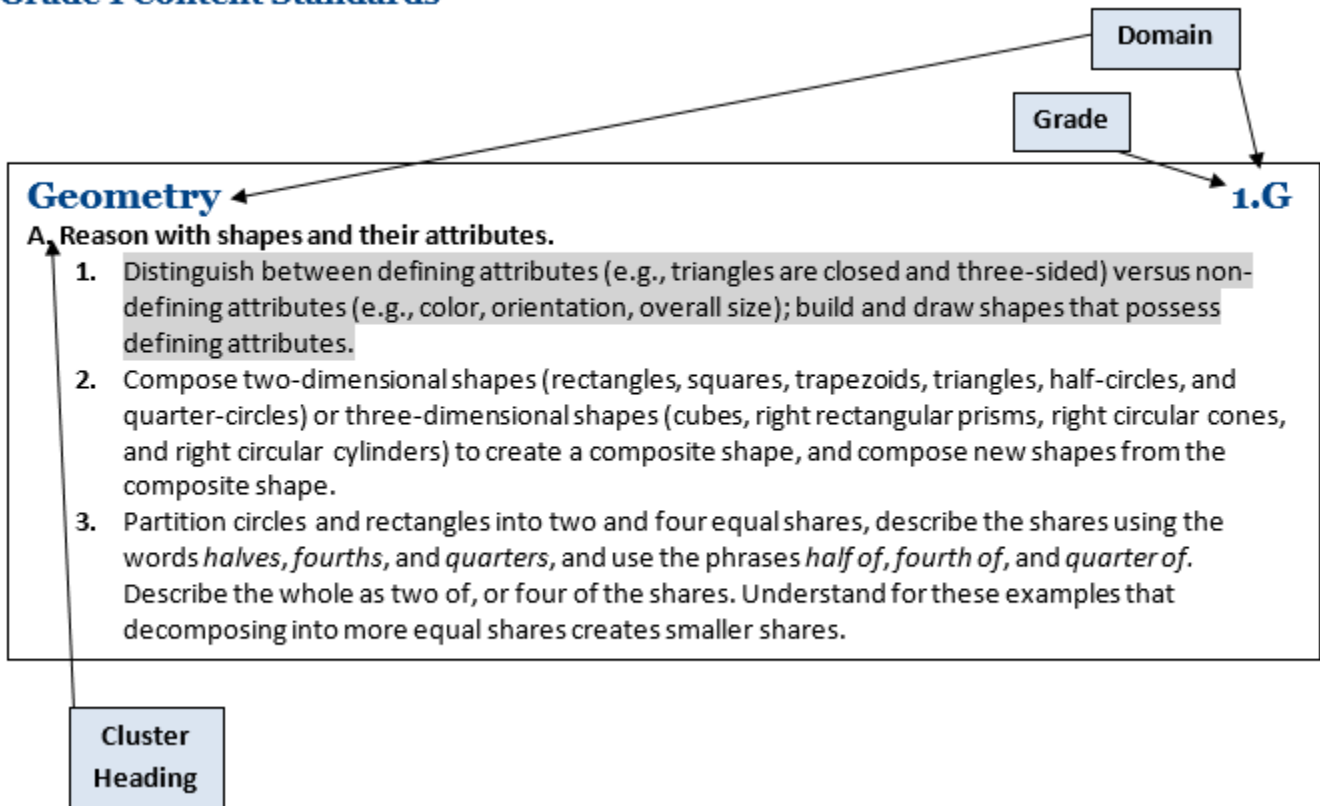 Grade 1 Content Standards
Domain
Grade
Geometry 1.G
A. Reason with shapes and their attributes.
1. Distinguish between defining attributes (e.g., triangles are closed and three-sided) versus non-
defining attributes (e.g., color, orientation, overall size); build and draw shapes that possess
defining attributes.
2. Compose two-dimensional shapes (rectangles, squares, trapezoids, triangles, half-circles, and
quarter-circles) or three-dimensional shapes (cubes, right rectangular prisms, right circular cones,
and right circular cylinders) to create a composite shape, and compose new shapes from the
composite shape.
3. Partition circles and rectangles into two and four equal shares, describe the shares using the
words halves, fourths, and quarters, and use the phrases half of, fourth of, and quarter of.
Describe the whole as two of, or four of the shares. Understand for these examples that
decomposing into more equal shares creates smaller shares.
Cluster
Heading